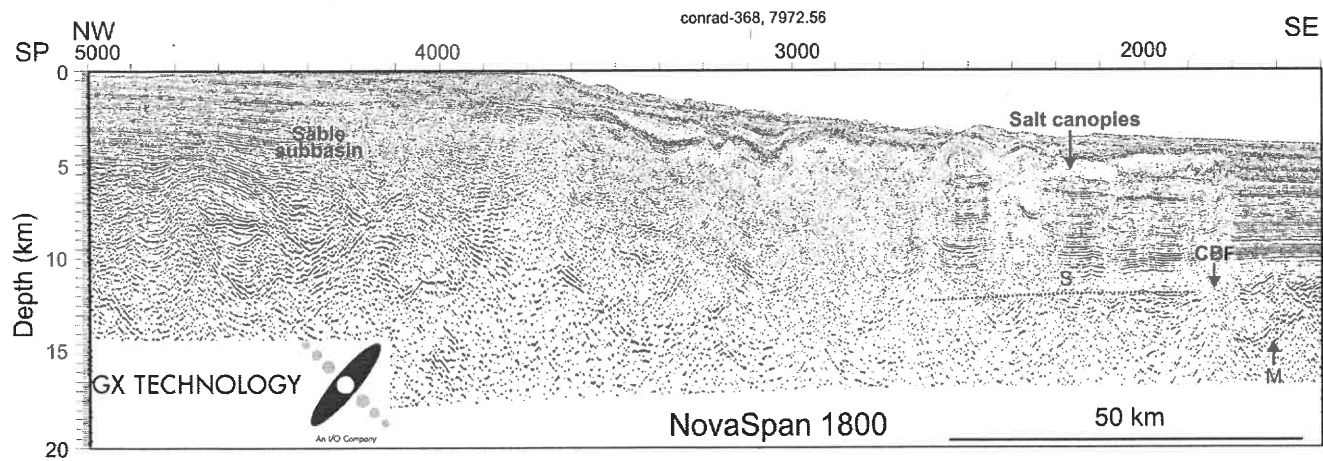 conrad-368, 7972.56
NW
SE
SP 5000 4000 3000 2000
0
Salt canopies
Sable
subbasin
5
Depth (km)
10
CBF
S
15
M
GX TECHNOLOGY
An I/O Company
NovaSpan 1800
50 km
20